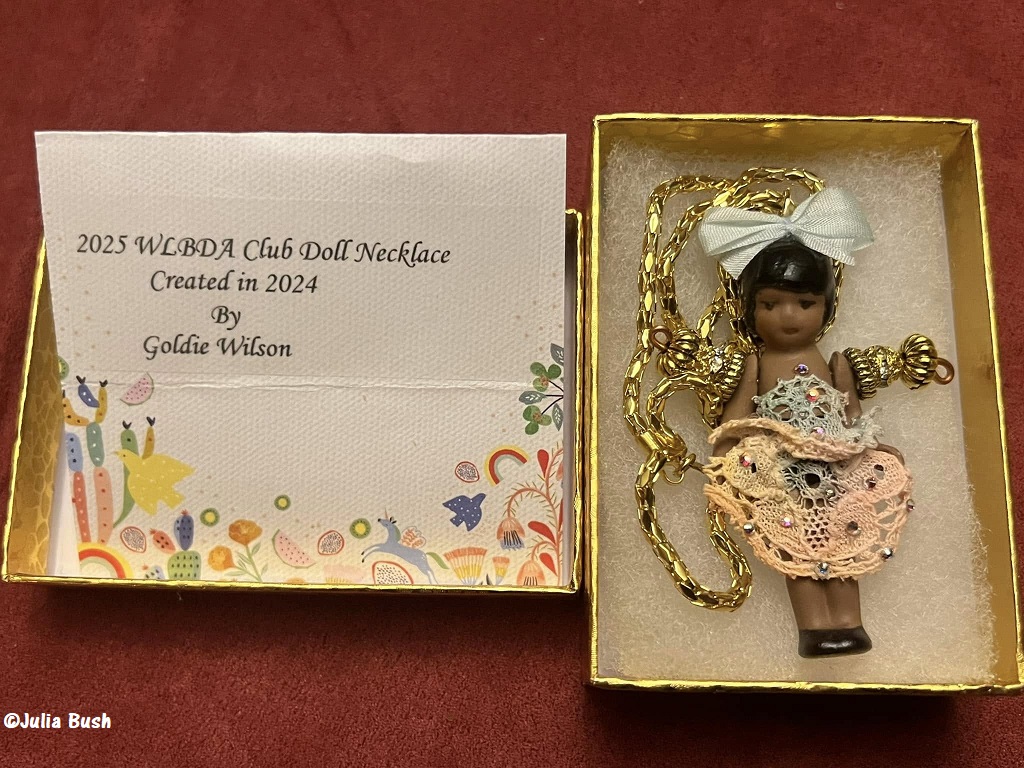 2025 WLBDA Club Doll Necklace
Created in 2024
By
Goldie Wilson
©Julia Bush